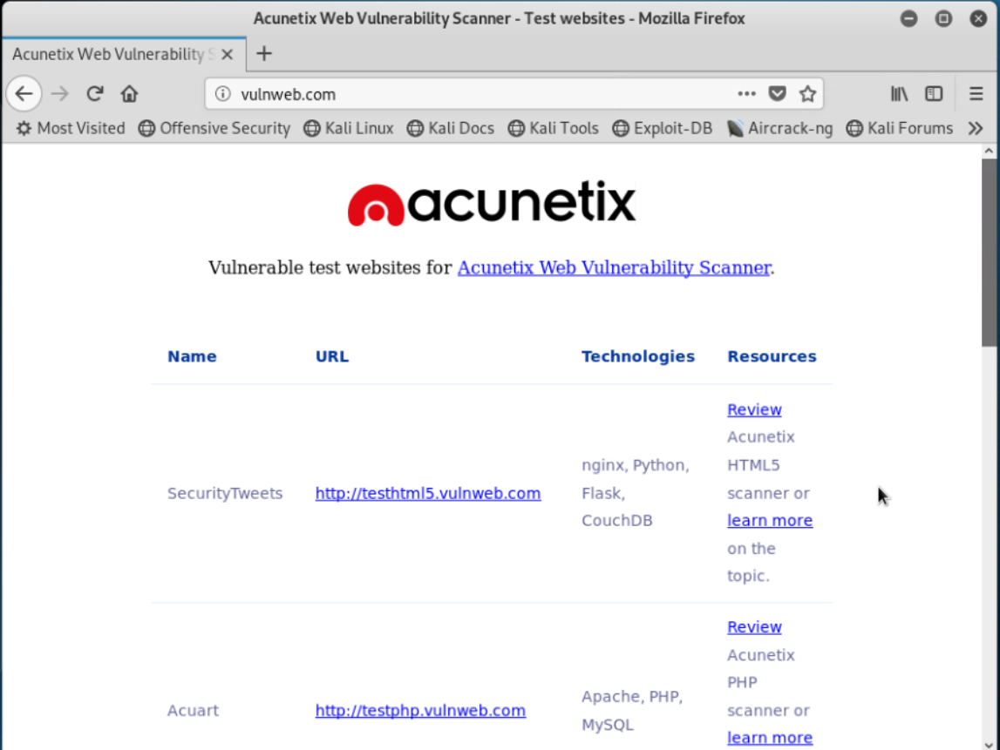 Acunetix Web Vulnerability Scanner - Test websites - Mozilla Firefox
Acunetix Web Vulnerability S
vulnweb.com
Most Visited Offensive Security Kali Linux Kali Docs Kali Tools Exploit-DB Aircrack-ng Kali Forums
acunetix
Vulnerable test websites for Acunetix Web Vulnerability Scanner.
Name URL Technologies Resources
SecurityTweets
http://testhtml5.vulnweb.com
nginx, Python,
Flask,
CouchDB
Review
Acunetix
HTML5
scanner or
learn more
on the
topic.
Acuart
http://testphp.vulnweb.com
Apache, PHP,
MySQL
Review
Acunetix
PHP
scanner or
learn more